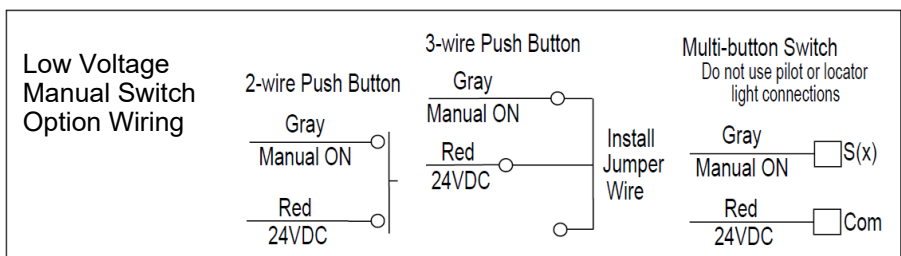 Low Voltage
Manual Switch
Option Wiring
2-wire Push Button
Gray
Manual ON
Red
24VDC
3-wire Push Button
Gray
Manual ON
Red
24VDC
Install
Jumper
Wire
Multi-button Switch
Do not use pilot or locator
light connections
Gray
Manual ON
S(x)
Red
24VDC
Com